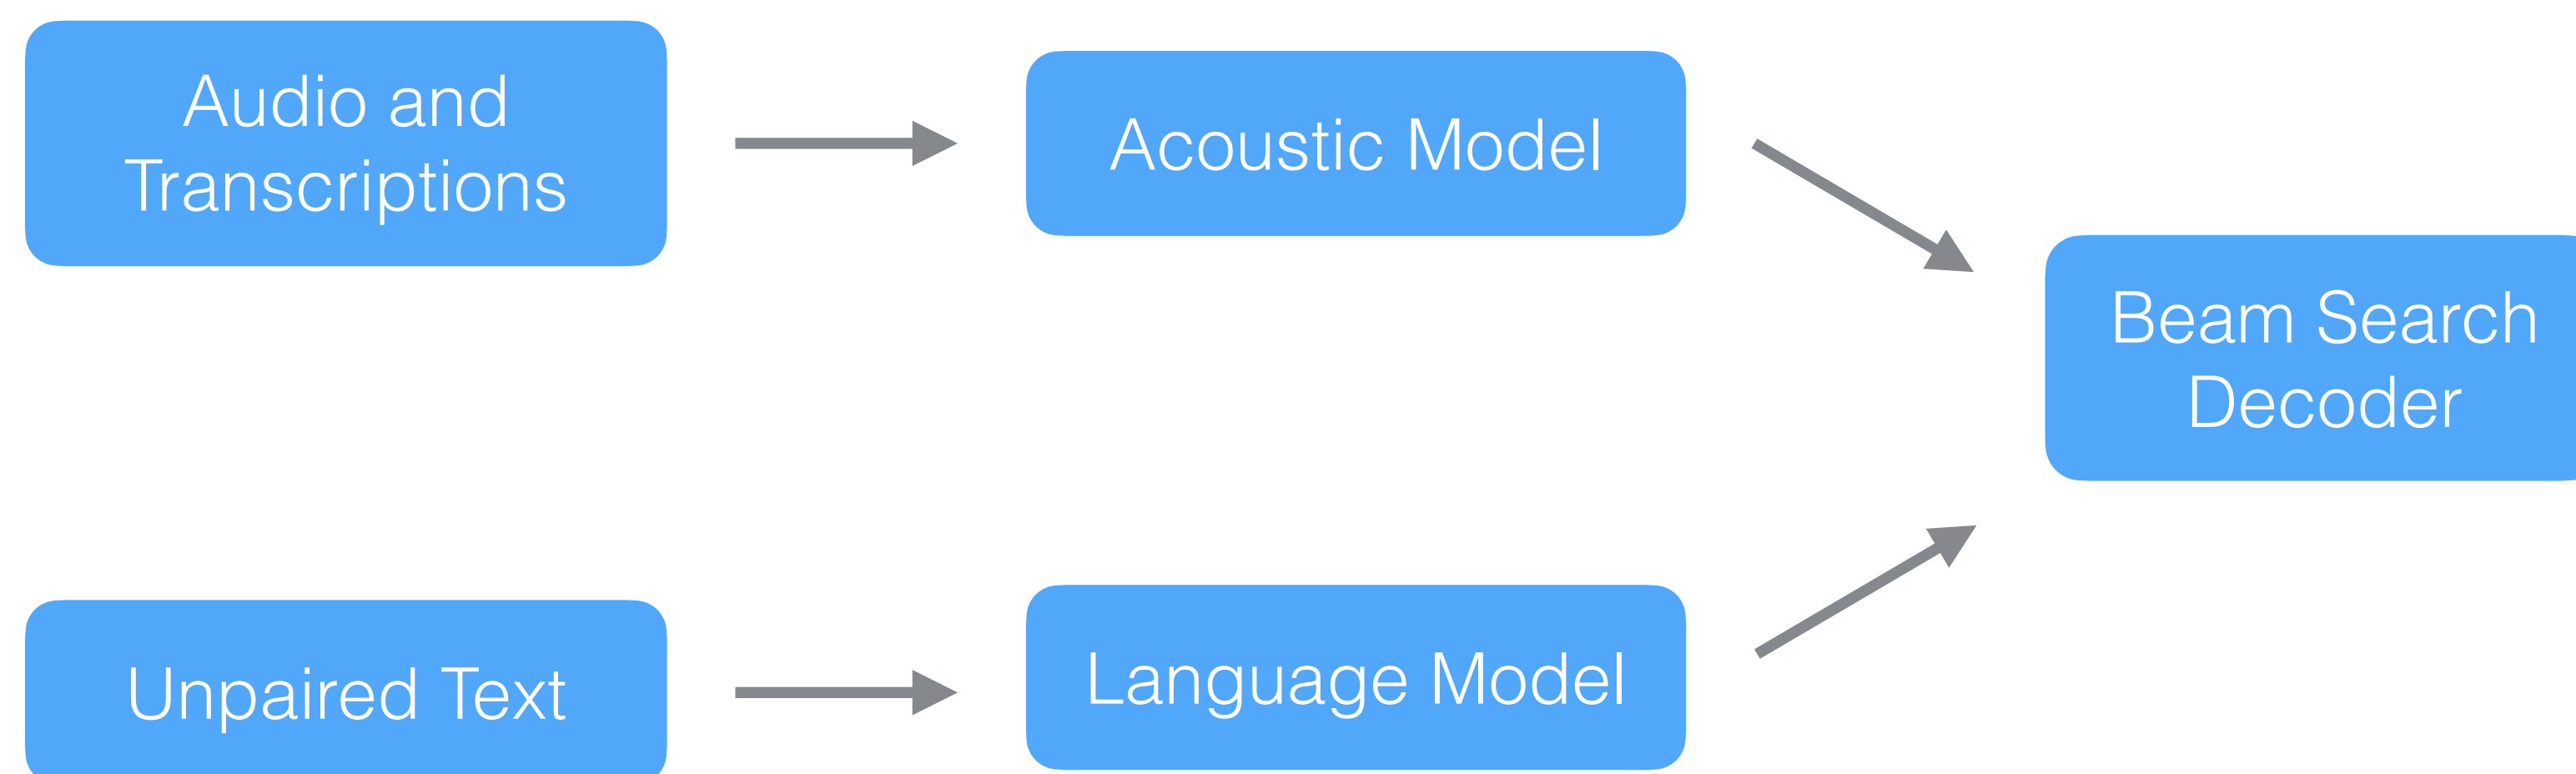 Audio and
Transcriptions
Acoustic Model
Beam Search
Decoder
Unpaired Text
Language Model